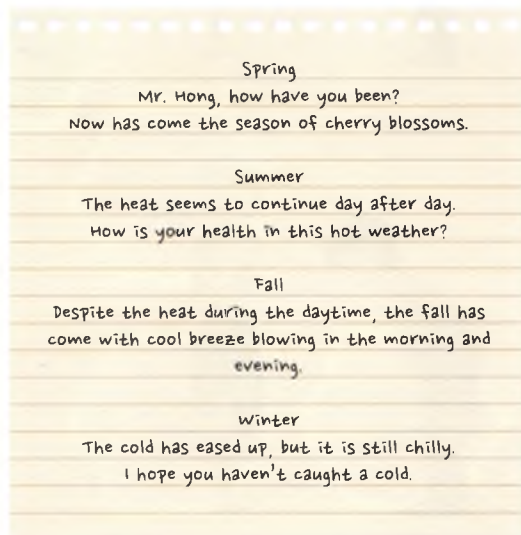 Spring
Mr. Hong, how have you been?
Now has come the season of cherry blossoms.
Summer
The heat seems to continue day after day.
How is your health in this hot weather?
Fall
Despite the heat during the daytime, the fall has
come with cool breeze blowing in the morning and
evening.
Winter
The cold has eased up, but it is still chilly.
I hope you haven't caught a cold.